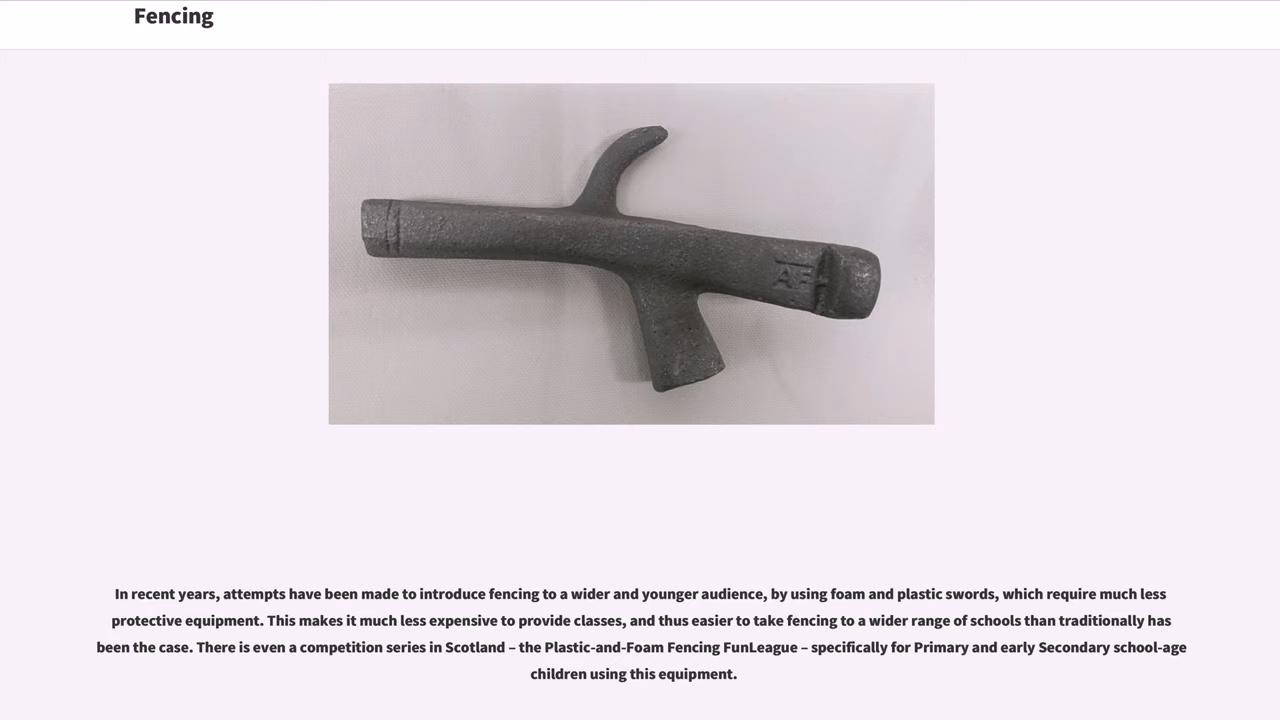 Fencing
AF
In recent years, attempts have been made to introduce fencing to a wider and younger audience, by using foam and plastic swords, which require much less
protective equipment. This makes it much less expensive to provide classes, and thus easier to take fencing to a wider range of schools than traditionally has
been the case. There is even a competition series in Scotland – the Plastic-and-Foam Fencing FunLeague – specifically for Primary and early Secondary school-age
children using this equipment.